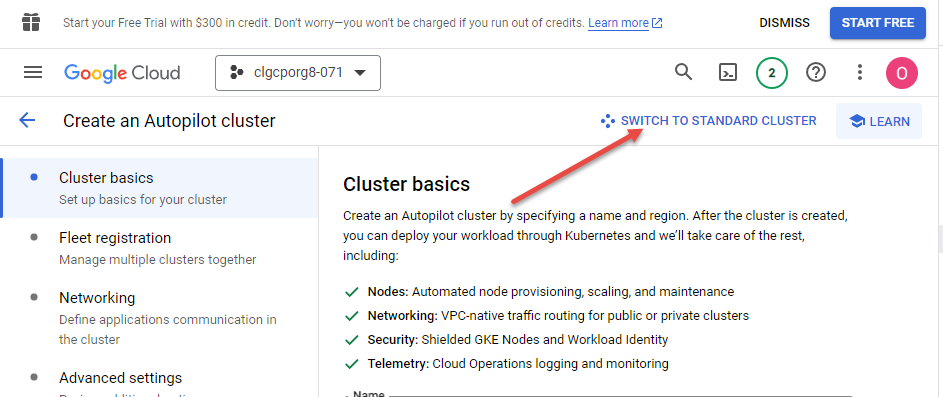 Start your Free Trial with $300 in credit. Don't worry—you won't be charged if you run out of credits. Learn more
DISMISS
START FREE
Google Cloud
clgcporg8-071
2
O
Create an Autopilot cluster
SWITCH TO STANDARD CLUSTER
LEARN
Cluster basics
Set up basics for your cluster
Fleet registration
Manage multiple clusters together
Networking
Define applications communication in
the cluster
Advanced settings
Cluster basics
Create an Autopilot cluster by specifying a name and region. After the cluster is created,
you can deploy your workload through Kubernetes and we'll take care of the rest,
including:
Nodes: Automated node provisioning, scaling, and maintenance
Networking: VPC-native traffic routing for public or private clusters
Security: Shielded GKE Nodes and Workload Identity
Telemetry: Cloud Operations logging and monitoring
Name